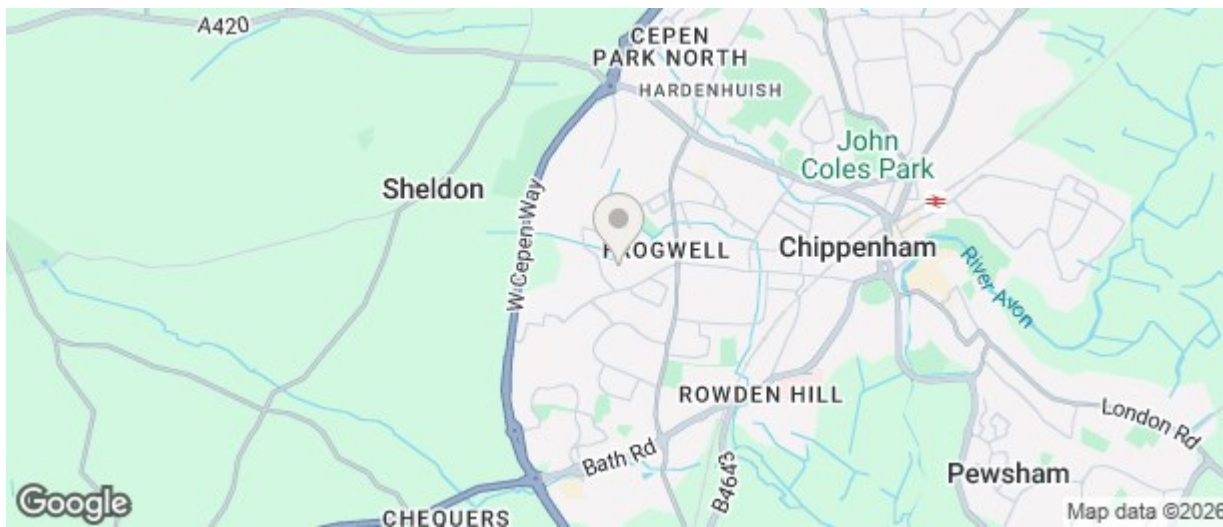 A420
CEPEN
PARK NORTH
HARDENHUISH
John
Coles Park
Sheldon
W Cepen Way
FROGWELL
Chippenham
River Avon
ROWDEN HILL
London Rd
Bath Rd
B4643
Pewsham
CHEQUERS
Google
Map data ©2026